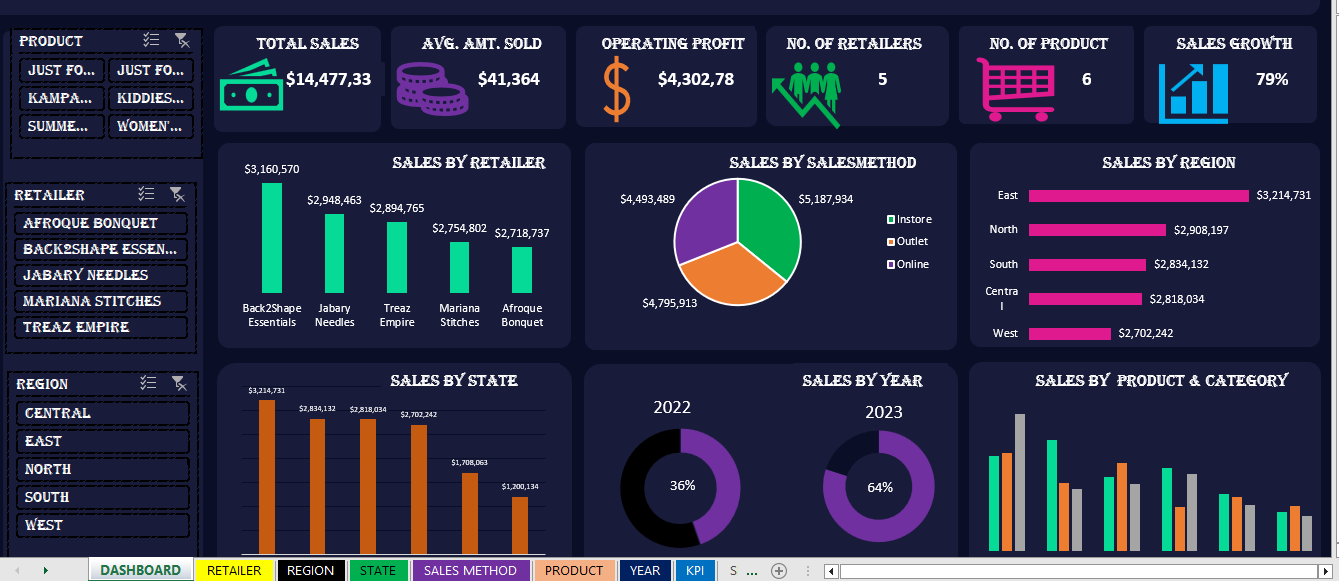 PRODUCT
JUST FO...
JUST FO...
KAMPA...
KIDDIES...
SUMME...
WOMEN'...
RETAILER
AFROQUE BONQUET
BACK2SHAPE ESSEN...
JABARY NEEDLES
MARIANA STITCHES
TREAZ EMPIRE
REGION
CENTRAL
EAST
NORTH
SOUTH
WEST
TOTAL SALES
$14,477,33
AVG. AMT. SOLD
$41,364
OPERATING PROFIT
$4,302,78
NO. OF RETAILERS
5
NO. OF PRODUCT
6
SALES GROWTH
79%
SALES BY RETAILER
$3,160,570
$2,948,463
$2,894,765
$2,754,802
$2,718,737
Back2Shape
Essentials
Jabary
Needles
Treaz
Empire
Mariana
Stitches
Afroque
Bonquet
SALES BY SALESMETHOD
$4,493,489
$5,187,934
$4,795,913
Instore
Outlet
Online
SALES BY REGION
East
$3,214,731
North
$2,908,197
South
$2,834,132
Centra
l
$2,818,034
West
$2,702,242
SALES BY STATE
$3,214,731
$2,834,132
$2,818,034
$2,702,242
$1,708,063
$1,200,134
SALES BY YEAR
2022
36%
2023
64%
SALES BY PRODUCT & CATEGORY
DASHBOARD
RETAILER
REGION
STATE
SALES METHOD
PRODUCT
YEAR
KPI
S ...